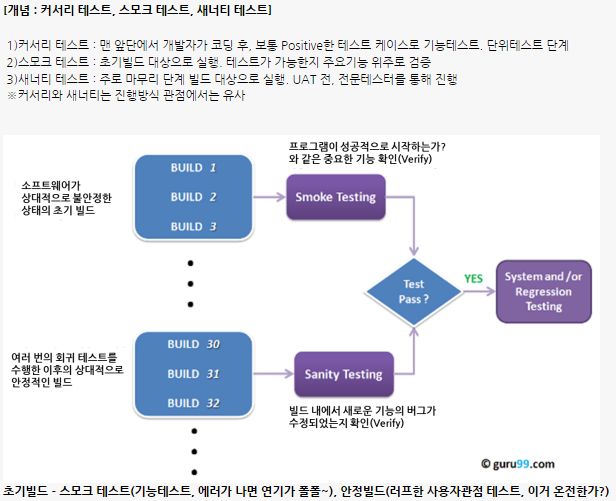 [개념 : 커서리 테스트, 스모크 테스트, 새너티 테스트]
1)커서리 테스트 : 맨 앞단에서 개발자가 코딩 후, 보통 Positive한 테스트 케이스로 기능테스트. 단위테스트 단계
2)스모크 테스트 : 초기빌드 대상으로 실행. 테스트가 가능한지 주요기능 위주로 검증
3)새너티 테스트 : 주로 마무리 단계 빌드 대상으로 실행. UAT 전, 전문테스터를 통해 진행
※커서리와 새너티는 진행방식 관점에서는 유사
프로그램이 성공적으로 시작하는가?
와 같은 중요한 기능 확인(Verify)
소프트웨어가
상대적으로 불안정한
상태의 초기 빌드
BUILD 1
BUILD 2
BUILD 3
Smoke Testing
Test
Pass ?
YES
System and /or
Regression
Testing
여러 번의 회귀 테스트를
수행한 이후의 상대적으로
안정적인 빌드
BUILD 30
BUILD 31
BUILD 32
Sanity Testing
빌드 내에서 새로운 기능의 버그가
수정되었는지 확인(Verify)
© guru99.com
초기빌드 - 스모크 테스트(기능테스트, 에러가 나면 연기가 폴폴~), 안정빌드(러프한 사용자관점 테스트, 이거 온전한가?)